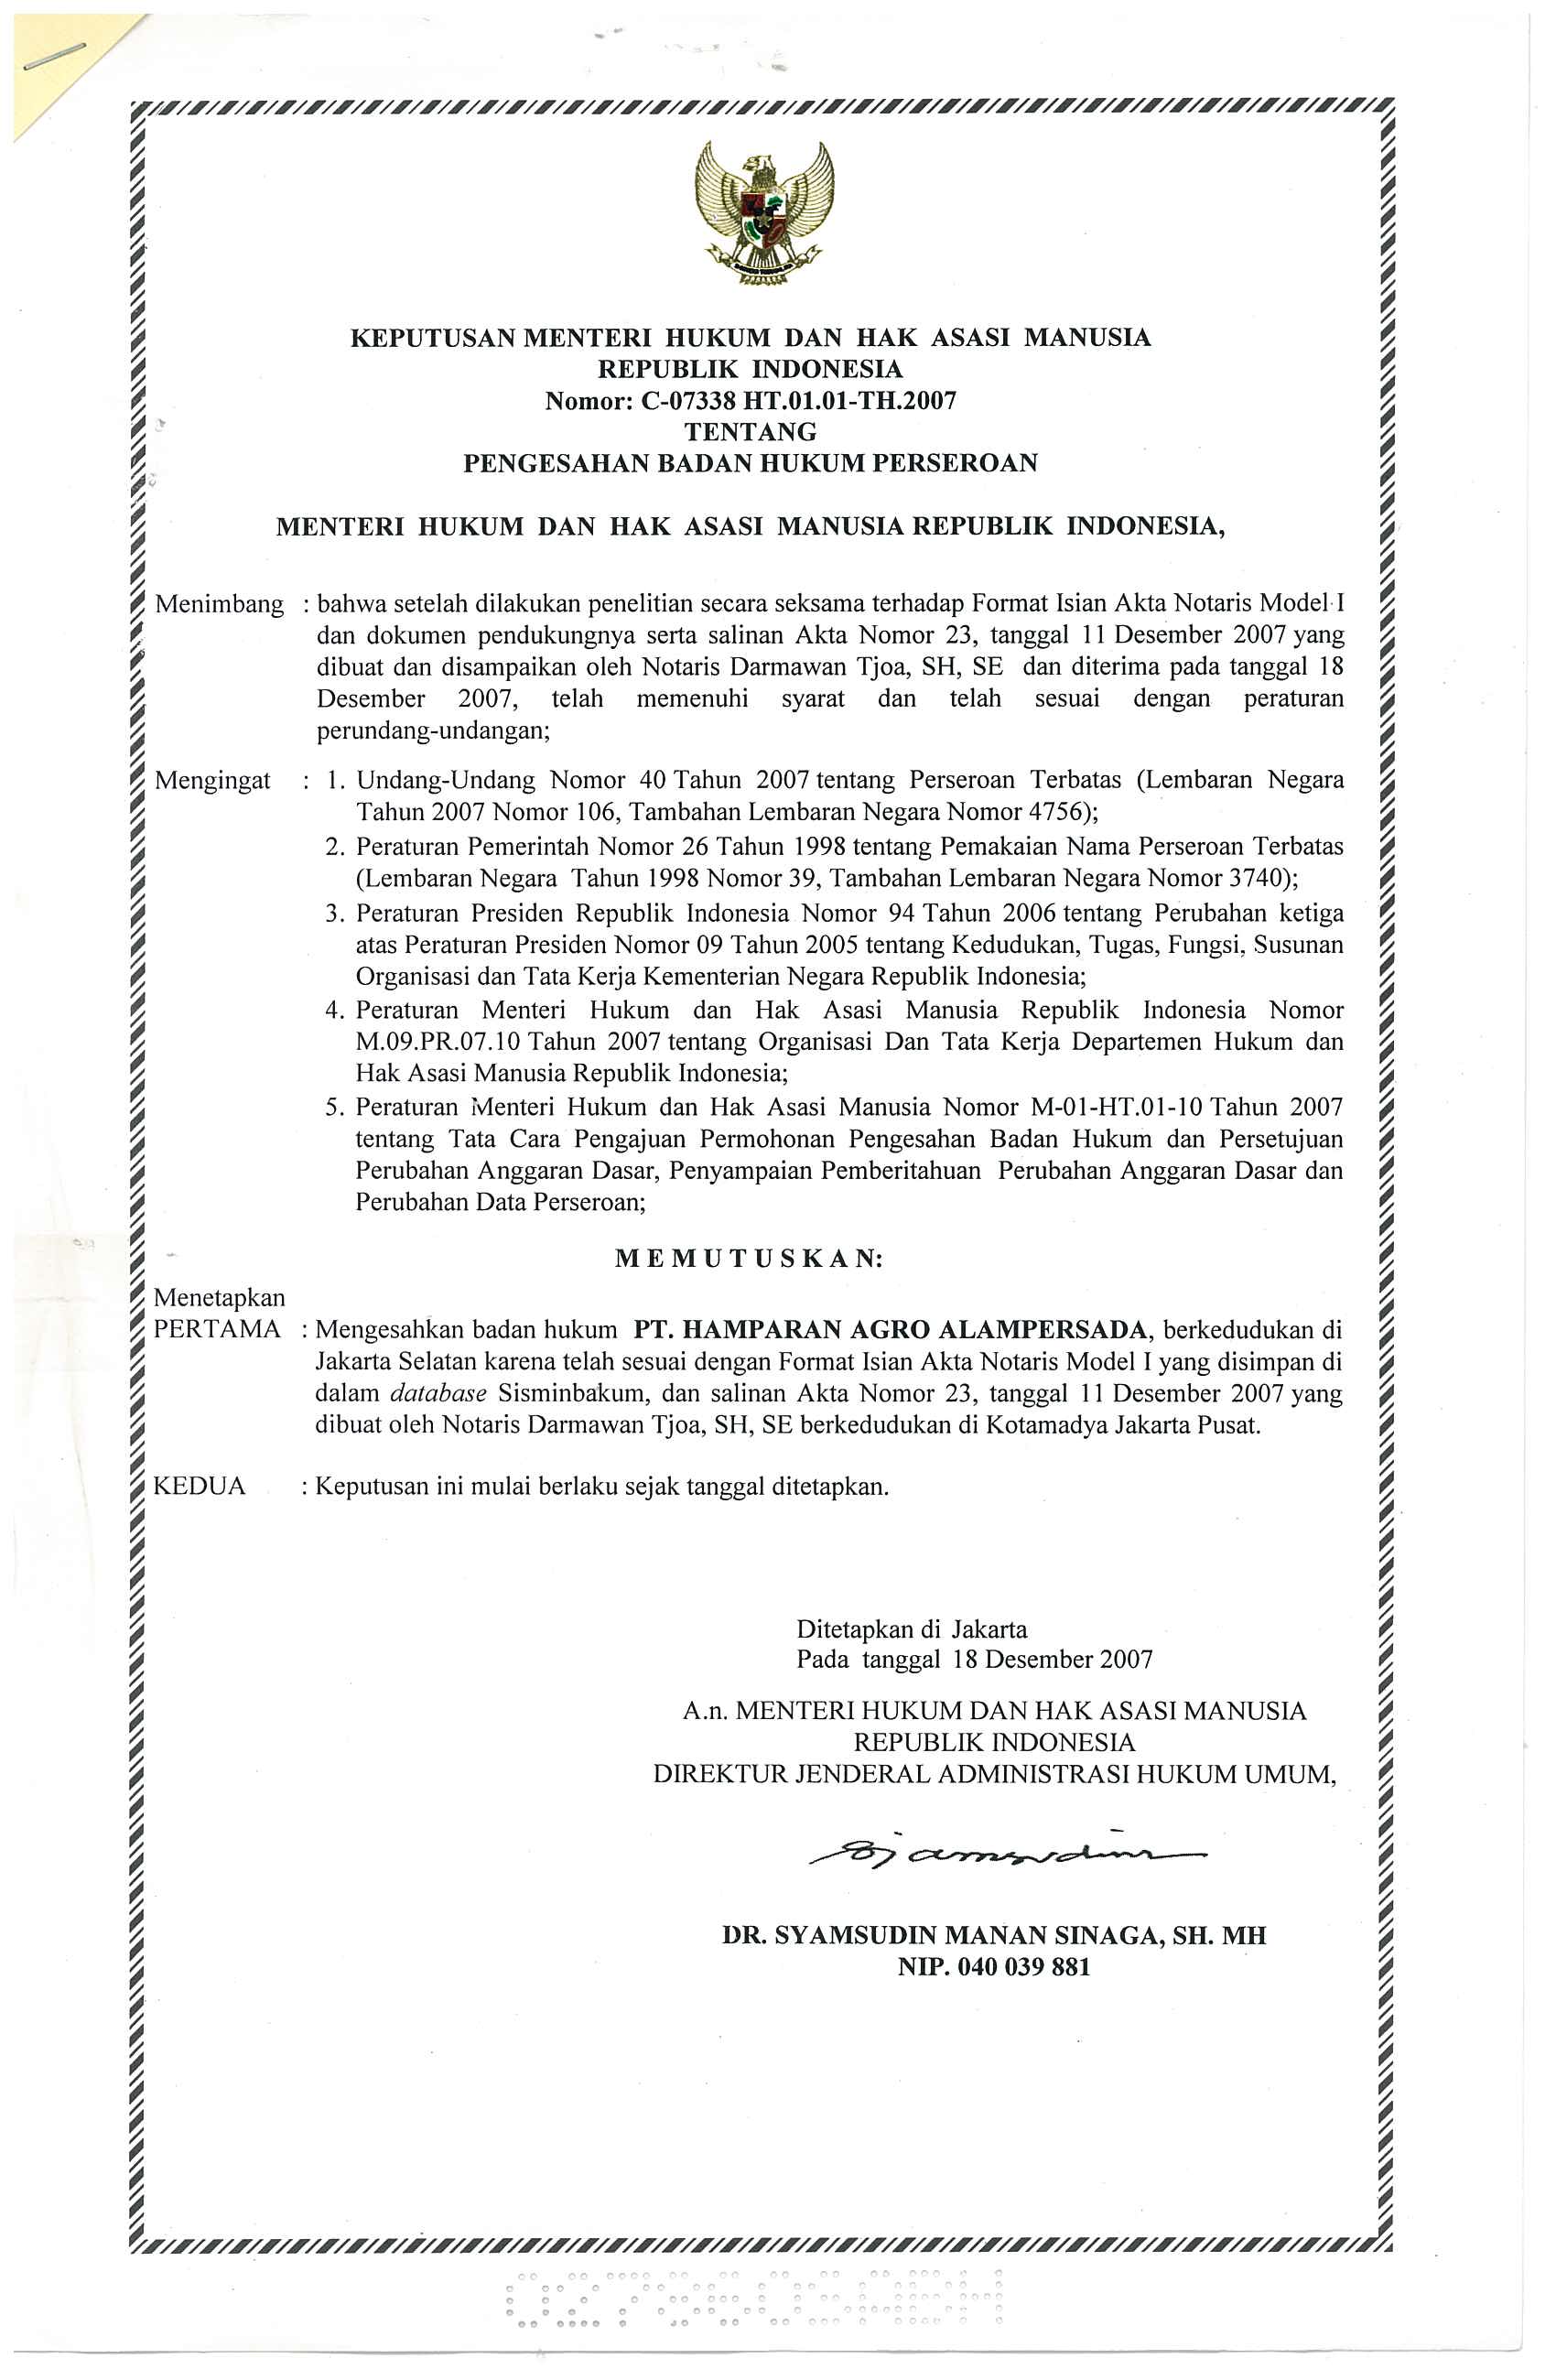 KEPUTUSAN MENTERI HUKUM DAN HAK ASASI MANUSIA
REPUBLIK INDONESIA
Nomor: C-07338 HT.01.01-TH.2007
TENTANG
PENGESAHAN BADAN HUKUM PERSEROAN
MENTERI HUKUM DAN HAK ASASI MANUSIA REPUBLIK INDONESIA,
Menimbang : bahwa setelah dilakukan penelitian secara seksama terhadap Format Isian Akta Notaris Model I
dan dokumen pendukungnya serta salinan Akta Nomor 23, tanggal 11 Desember 2007 yang
dibuat dan disampaikan oleh Notaris Darmawan Tjoa, SH, SE dan diterima pada tanggal 18
Desember 2007, telah memenuhi syarat dan telah sesuai dengan peraturan
perundang-undangan;
Mengingat : 1. Undang-Undang Nomor 40 Tahun 2007 tentang Perseroan Terbatas (Lembaran Negara
Tahun 2007 Nomor 106, Tambahan Lembaran Negara Nomor 4756);
2. Peraturan Pemerintah Nomor 26 Tahun 1998 tentang Pemakaian Nama Perseroan Terbatas
(Lembaran Negara Tahun 1998 Nomor 39, Tambahan Lembaran Negara Nomor 3740);
3. Peraturan Presiden Republik Indonesia Nomor 94 Tahun 2006 tentang Perubahan ketiga
atas Peraturan Presiden Nomor 09 Tahun 2005 tentang Kedudukan, Tugas, Fungsi, Susunan
Organisasi dan Tata Kerja Kementerian Negara Republik Indonesia;
4. Peraturan Menteri Hukum dan Hak Asasi Manusia Republik Indonesia Nomor
M.09.PR.07.10 Tahun 2007 tentang Organisasi Dan Tata Kerja Departemen Hukum dan
Hak Asasi Manusia Republik Indonesia;
5. Peraturan Menteri Hukum dan Hak Asasi Manusia Nomor M-01-HT.01-10 Tahun 2007
tentang Tata Cara Pengajuan Permohonan Pengesahan Badan Hukum dan Persetujuan
Perubahan Anggaran Dasar, Penyampaian Pemberitahuan Perubahan Anggaran Dasar dan
Perubahan Data Perseroan;
M E M U T U S K A N:
Menetapkan
PERTAMA : Mengesahkan badan hukum PT. HAMPARAN AGRO ALAMPERSADA, berkedudukan di
Jakarta Selatan karena telah sesuai dengan Format Isian Akta Notaris Model I yang disimpan di
dalam database Sisminbakum, dan salinan Akta Nomor 23, tanggal 11 Desember 2007 yang
dibuat oleh Notaris Darmawan Tjoa, SH, SE berkedudukan di Kotamadya Jakarta Pusat.
KEDUA : Keputusan ini mulai berlaku sejak tanggal ditetapkan.
Ditetapkan di Jakarta
Pada tanggal 18 Desember 2007
A.n. MENTERI HUKUM DAN HAK ASASI MANUSIA
REPUBLIK INDONESIA
DIREKTUR JENDERAL ADMINISTRASI HUKUM UMUM,
DR. SYAMSUDIN MANAN SINAGA, SH. MH
NIP. 040 039 881